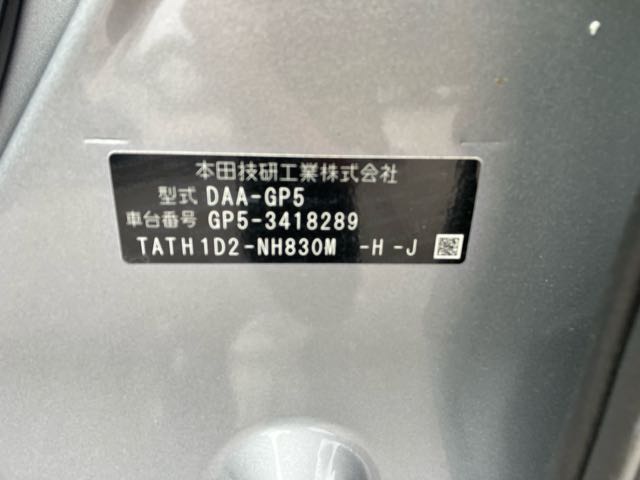 本田技研工業株式会社
型式 DAA-GP5
車台番号 GP5-3418289
TATH1D2-NH830M -H-J